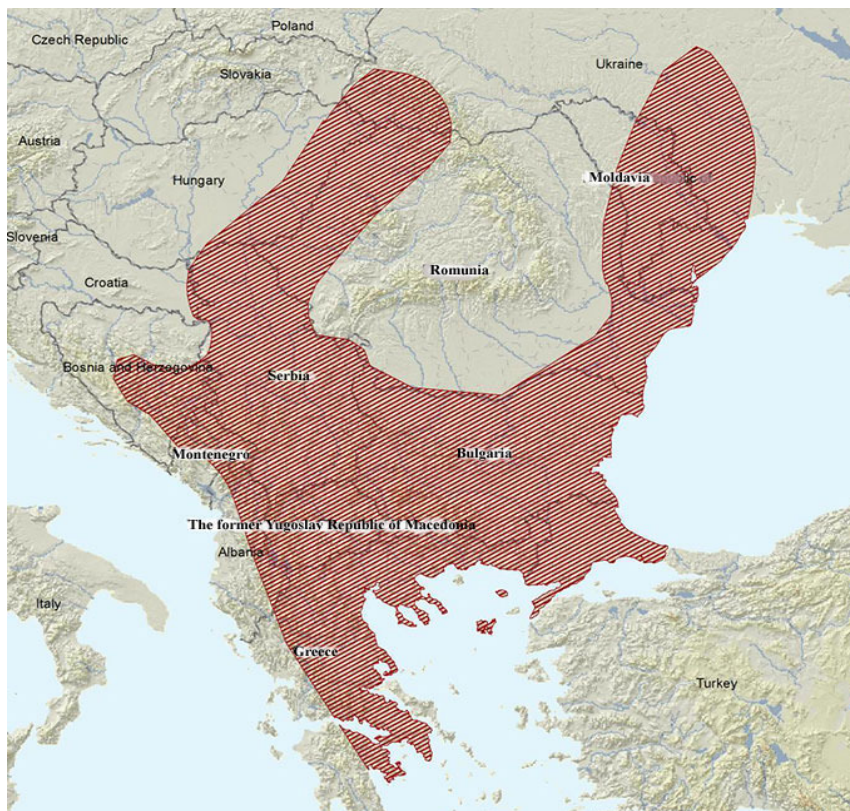 Poland
Czech Republic
Ukraine
Slovakia
Austria
Hungary
Moldavia
Slovenia
Romunia
Croatia
Bosnia and Herzegovina
Serbia
Montenegro
Bulgaria
The former Yugoslav Republic of Macedonia
Albania
Italy
Greece
Turkey